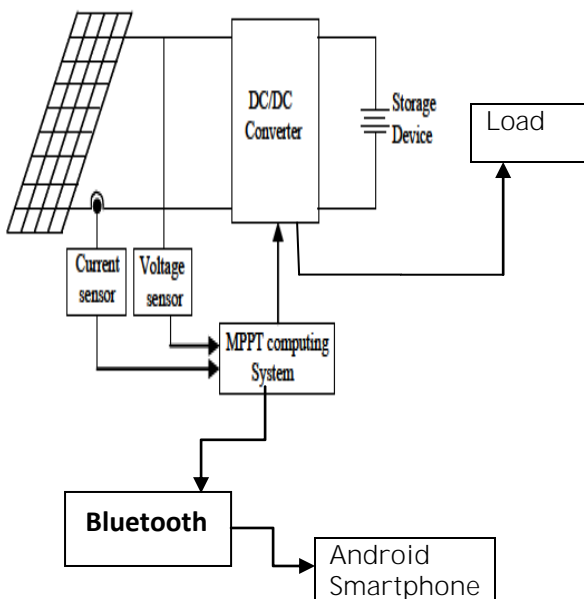 DC/DC
Converter
Storage
Device
Load
Current
sensor
Voltage
sensor
MPPT computing
System
Bluetooth
Android
Smartphone